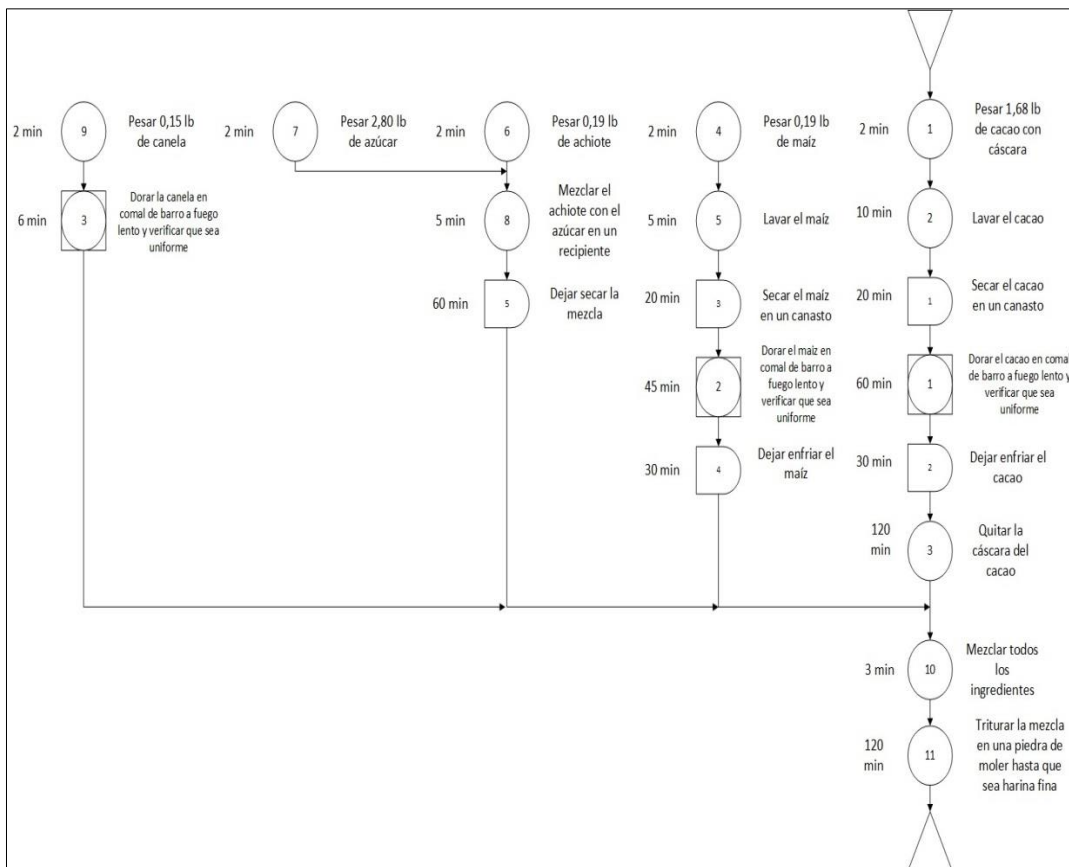 2 min
9
Pesar 0,15 lb
de canela
6 min
3
Dorar la canela en
comal de barro a fuego
lento y verificar que sea
uniforme
2 min
7
Pesar 2,80 lb
de azúcar
2 min
6
Pesar 0,19 lb
de achiote
5 min
8
Mezclar el
achiote con el
azúcar en un
recipiente
60 min
5
Dejar secar la
mezcla
2 min
4
Pesar 0,19 lb
de maíz
5 min
5
Lavar el maíz
20 min
3
Secar el maíz
en un canasto
45 min
2
Dorar el maíz en
comal de barro a
fuego lento y
verificar que sea
uniforme
30 min
4
Dejar enfriar el
maíz
2 min
1
Pesar 1,68 lb
de cacao con
cáscara
10 min
2
Lavar el cacao
20 min
1
Secar el cacao
en un canasto
60 min
1
Dorar el cacao en comal
de barro a fuego lento y
verificar que sea
uniforme
30 min
2
Dejar enfriar el
cacao
120
min
3
Quitar la
cáscara del
cacao
3 min
10
Mezclar todos
los
ingredientes
120
min
11
Triturar la mezcla
en una piedra de
moler hasta que
sea harina fina